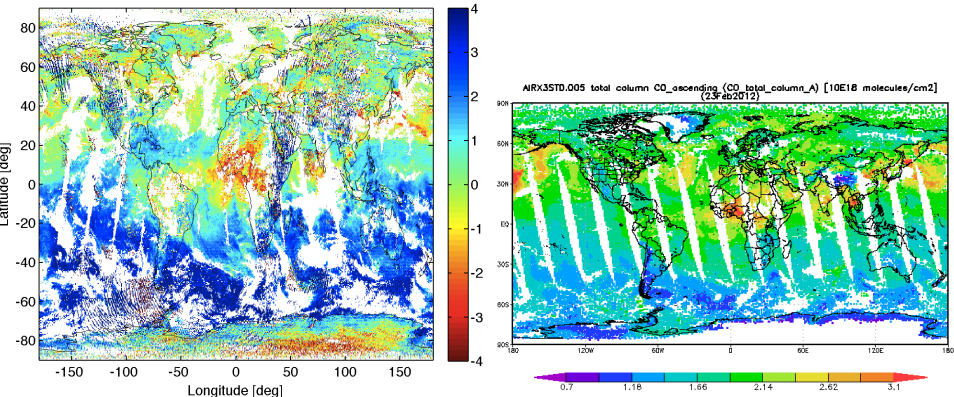 80
60
40
20
0
-20
-40
-60
-80
Latitude [deg]
-150 -100 -50 0 50 100 150
Longitude [deg]
4
3
2
1
0
-1
-2
-3
-4
AIRX3STD.005 total column CO_ascending (CO_total_column_A) [10E18 molecules/cm2]
(23Feb2012)
90N
60N
30N
EQ
30S
60S
90S
180 120W 60W 0 60E 120E 180
0.7 1.18 1.66 2.14 2.62 3.1